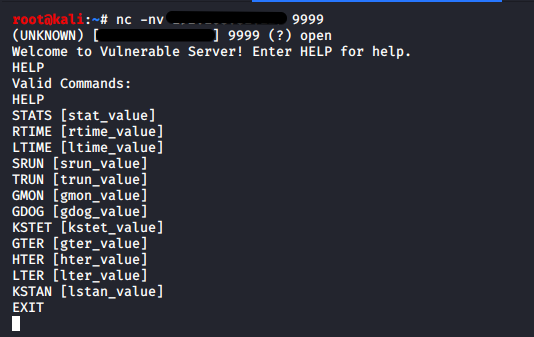 root@kali:~# nc -nv 9999
(UNKNOWN) [ ] 9999 (?) open
Welcome to Vulnerable Server! Enter HELP for help.
HELP
Valid Commands:
HELP
STATS [stat_value]
RTIME [rtime_value]
LTIME [ltime_value]
SRUN [srun_value]
TRUN [trun_value]
GMON [gmon_value]
GDOG [gdog_value]
KSTET [kstet_value]
GTER [gter_value]
HTER [hter_value]
LTER [lter_value]
KSTAN [lstan_value]
EXIT